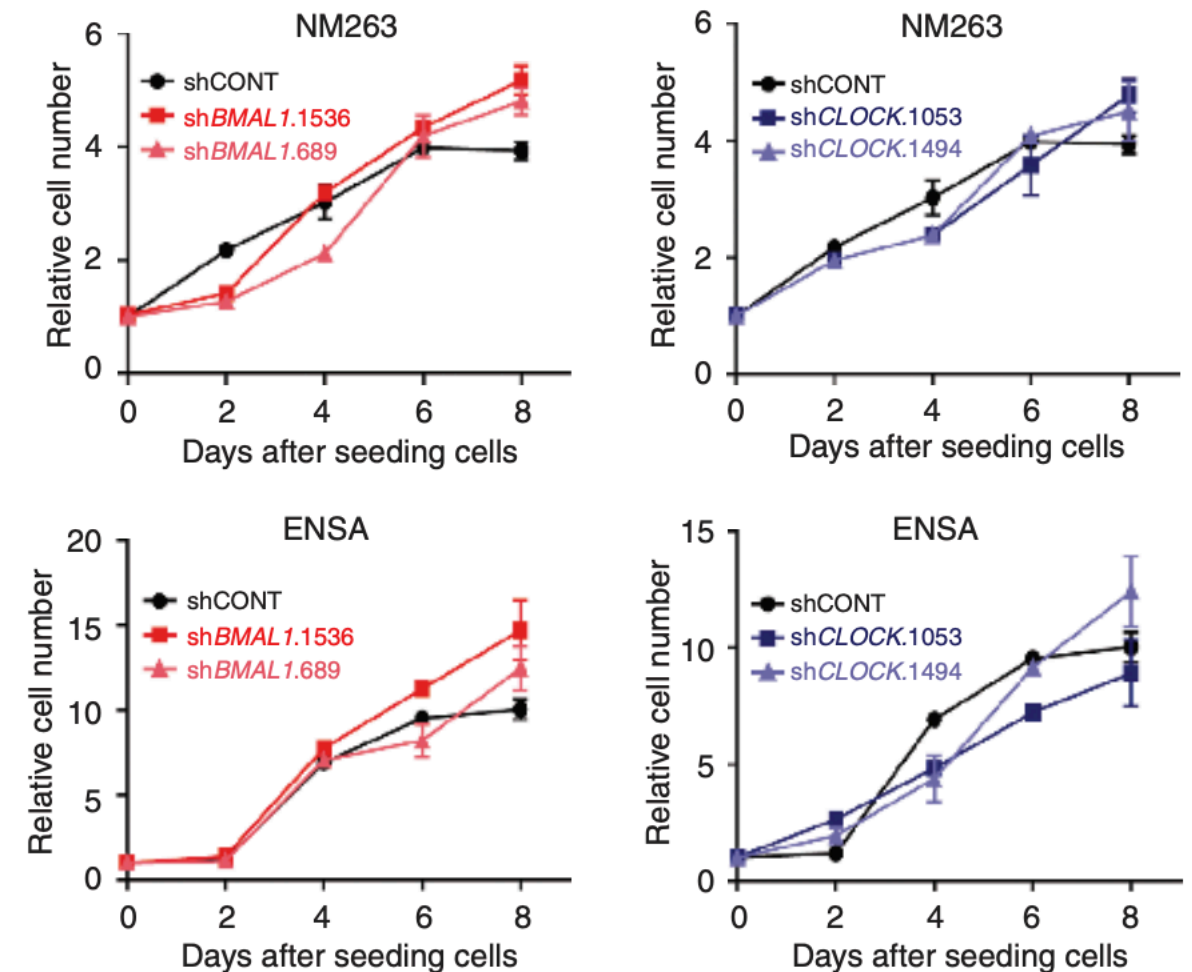 NM263
6
4
2
0
Relative cell number
shCONT
shBMAL1.1536
shBMAL1.689
0 2 4 6 8
Days after seeding cells
NM263
6
4
2
0
Relative cell number
shCONT
shCLOCK.1053
shCLOCK.1494
0 2 4 6 8
Days after seeding cells
ENSA
20
15
10
5
0
Relative cell number
shCONT
shBMAL1.1536
shBMAL1.689
0 2 4 6 8
Days after seeding cells
ENSA
15
10
5
0
Relative cell number
shCONT
shCLOCK.1053
shCLOCK.1494
0 2 4 6 8
Days after seeding cells